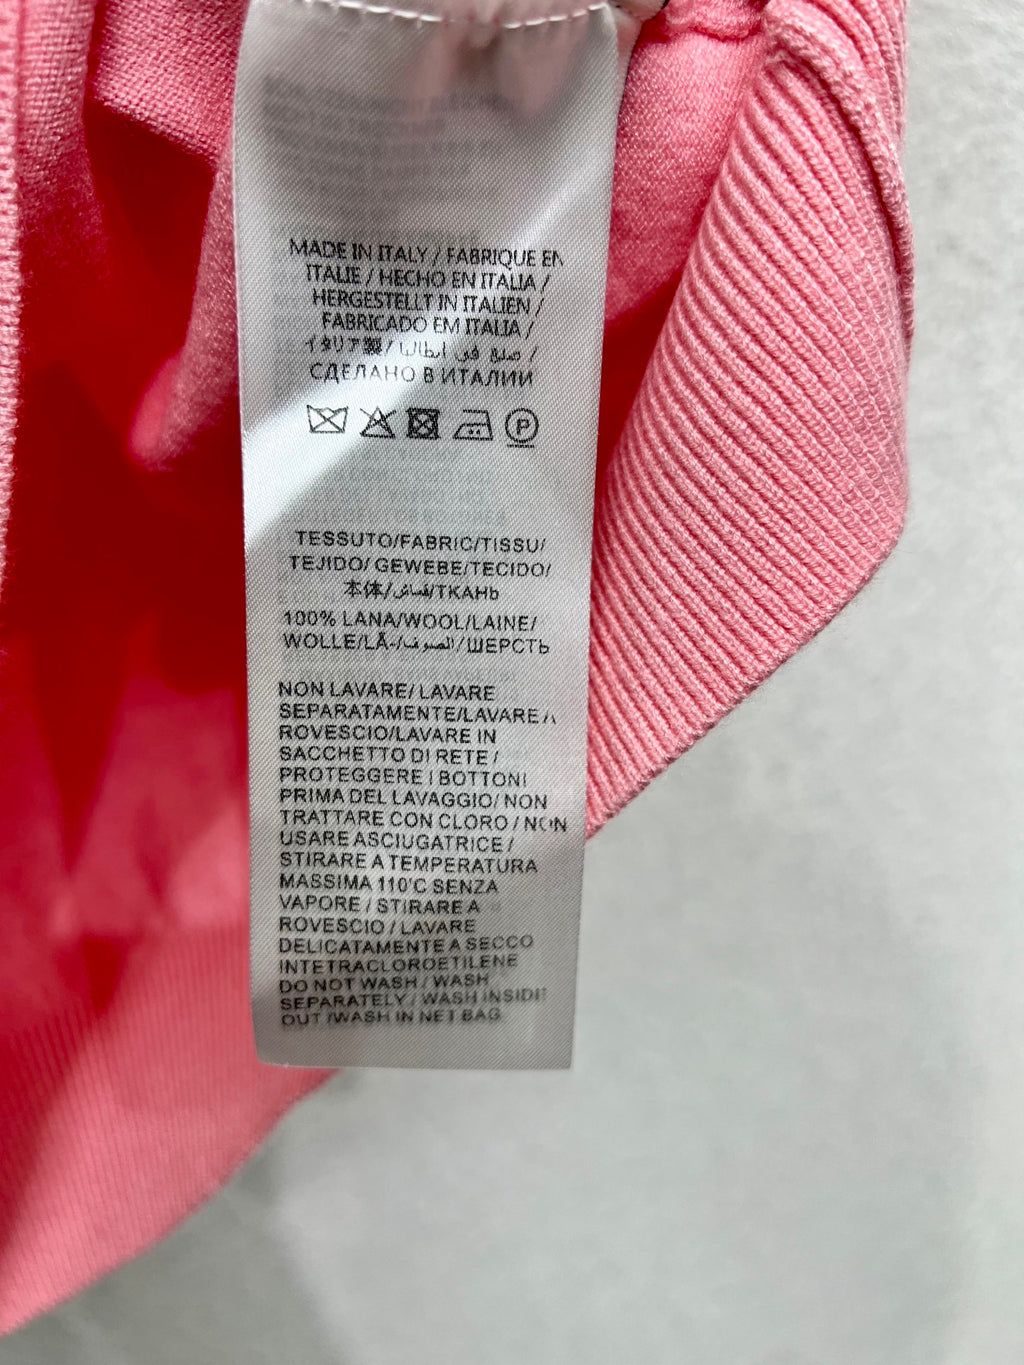 MADE IN ITALY / FABRIQUE EN
ITALIE / HECHO EN ITALIA /
HERGESTELLT IN ITALIEN /
FABRICADO EM ITALIA /
イタリア製 / صنع في ايطاليا /
СДЕЛАНО В ИТАЛИИ
P
TESSUTO/FABRIC/TISSU/
TEJIDO/ GEWEBE/TECIDO/
本体/قماش/ТКАНЬ
100% LANA/WOOL/LAINE/
WOLLE/LÃ-/الصوف/ШЕРСТЬ
NON LAVARE/ LAVARE
SEPARATAMENTE/LAVARE A
ROVESCIO/LAVARE IN
SACCHETTO DI RETE /
PROTEGGERE I BOTTONI
PRIMA DEL LAVAGGIO/ NON
TRATTARE CON CLORO / NON
USARE ASCIUGATRICE /
STIRARE A TEMPERATURA
MASSIMA 110'C SENZA
VAPORE / STIRARE A
ROVESCIO / LAVARE
DELICATAMENTE A SECCO
INTETRACLOROETILENE
DO NOT WASH / WASH
SEPARATELY / WASH INSIDE
OUT /WASH IN NET BAG